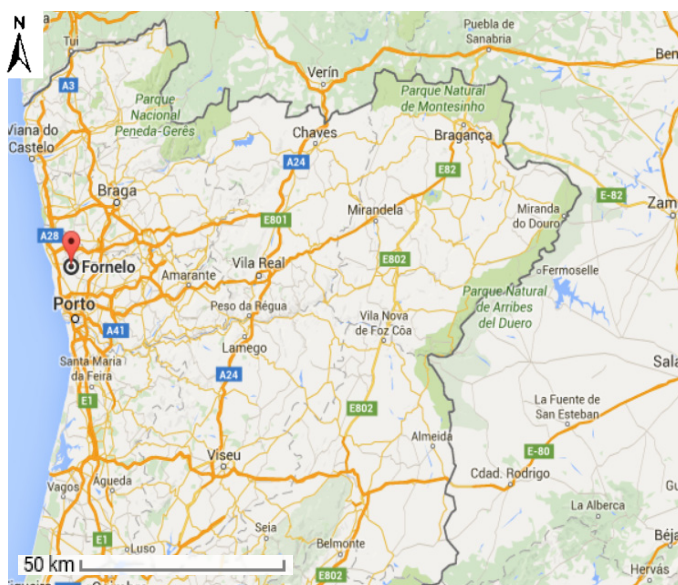 N
Tui
A3
Verín
Puebla de
Sanabria
Ben
Parque
Nacional
Peneda-Gerês
Parque Natural
de Montesinho
Viana do
Castelo
Chaves
Bragança
A24
E82
E-82
Braga
Zam
E801
Mirandela
Miranda
do Douro
A28
Fornelo
Vila Real
E802
Fermoselle
Amarante
Parque Natural
de Arribes
del Duero
Porto
Peso da Régua
Vila Nova
de Foz Côa
A41
Lamego
Santa Maria
da Feira
Sala
A24
E1
La Fuente de
San Esteban
E802
Almeida
Viseu
E-80
Cdad. Rodrigo
Vagos
Águeda
Gu
La Alberca
E1
Seia
Béja
Luso
Belmonte
50 km
Hervás
E802